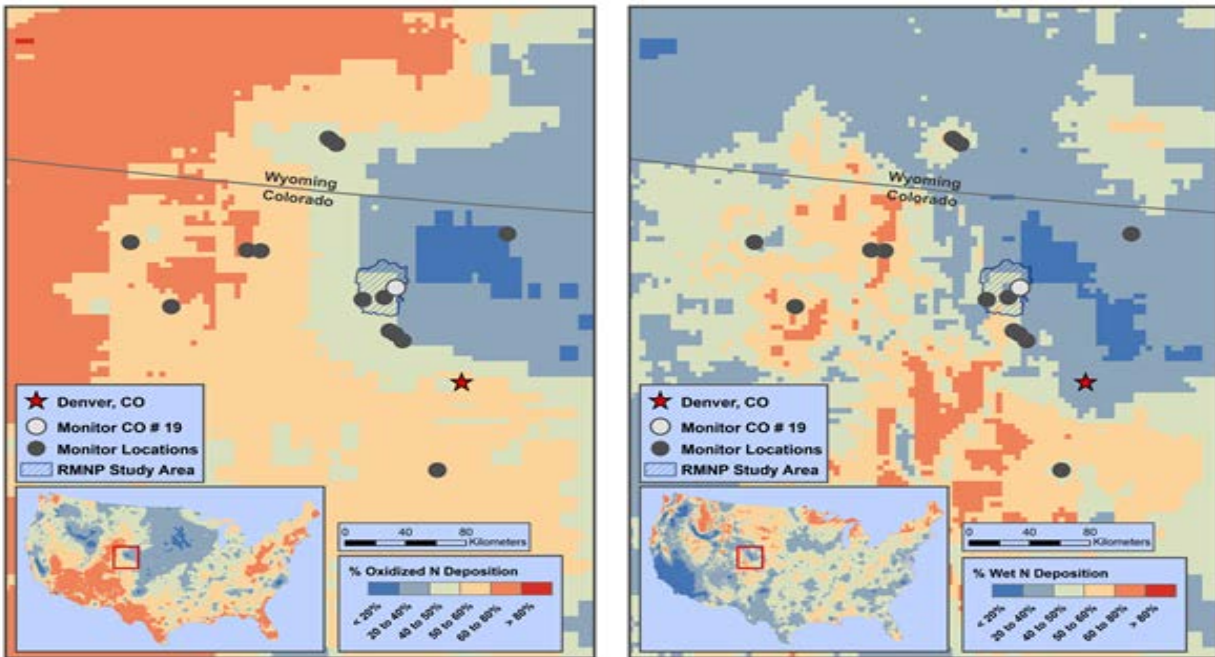 Wyoming
Colorado
Denver, CO
Monitor CO # 19
Monitor Locations
RMNP Study Area
0 40 80
Kilometers
% Oxidized N Deposition
< 20%
20 to 40%
40 to 50%
50 to 60%
60 to 80%
> 80%
Wyoming
Colorado
Denver, CO
Monitor CO # 19
Monitor Locations
RMNP Study Area
0 40 80
Kilometers
% Wet N Deposition
< 20%
20 to 40%
40 to 50%
50 to 60%
60 to 80%
> 80%